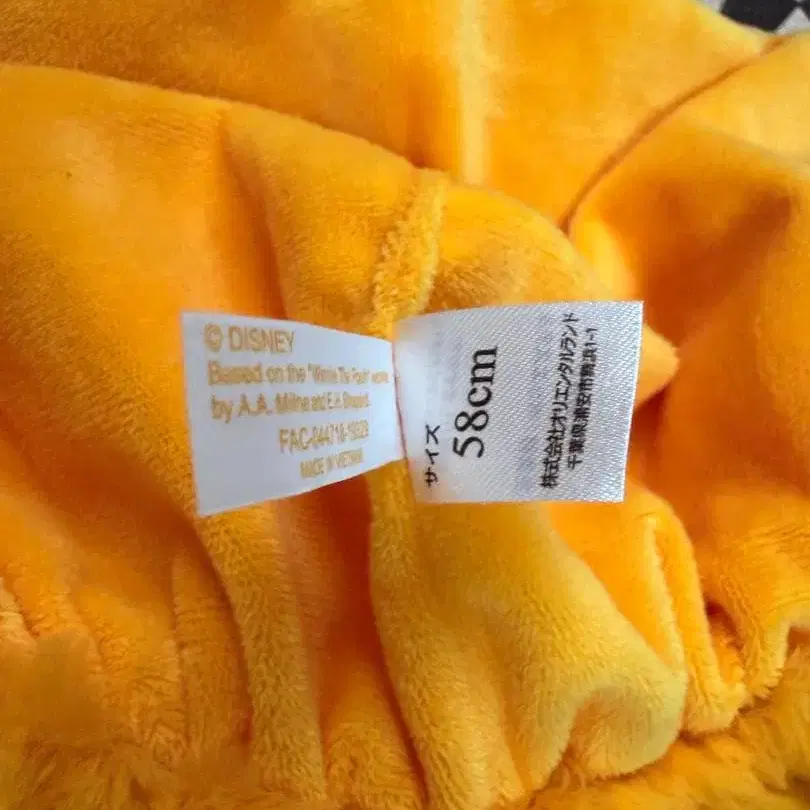 © DISNEY
Based on the "Winnie The Pooh" works
by A.A. Milne and E.H. Shepard.
MADE IN VIETNAM
サイズ
58cm
株式会社オリエンタルランド
千葉県浦安市舞浜1-1